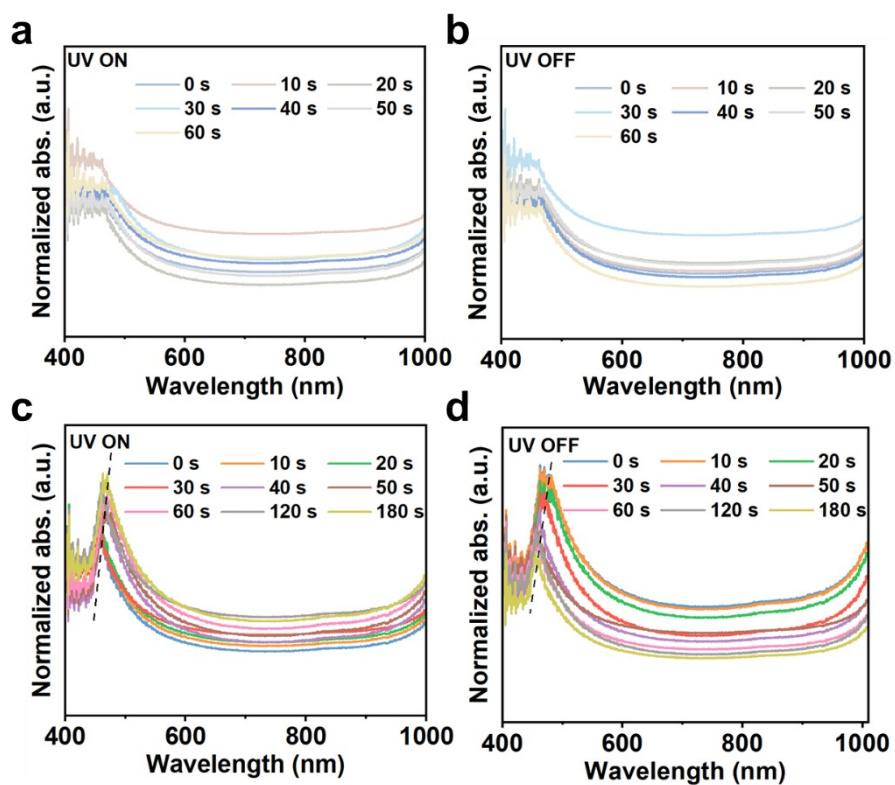 a
UV ON
0 s 10 s 20 s
30 s 40 s 50 s
60 s
Normalized abs. (a.u.)
400 600 800 1000
Wavelength (nm)
b
UV OFF
0 s 10 s 20 s
30 s 40 s 50 s
60 s
Normalized abs. (a.u.)
400 600 800 1000
Wavelength (nm)
c
UV ON
0 s 10 s 20 s
30 s 40 s 50 s
60 s 120 s 180 s
Normalized abs. (a.u.)
400 600 800 1000
Wavelength (nm)
d
UV OFF
0 s 10 s 20 s
30 s 40 s 50 s
60 s 120 s 180 s
Normalized abs. (a.u.)
400 600 800 1000
Wavelength (nm)